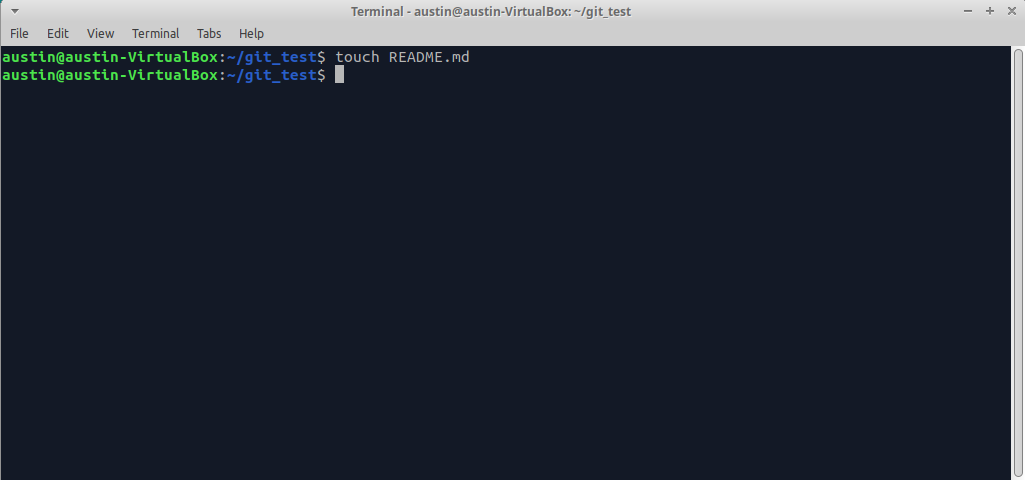 Terminal - austin@austin-VirtualBox: ~/git_test
File Edit View Terminal Tabs Help
austin@austin-VirtualBox:~/git_test$ touch README.md
austin@austin-VirtualBox:~/git_test$